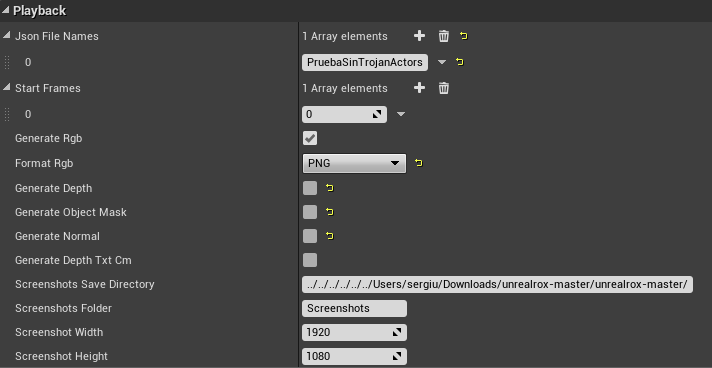 Playback
Json File Names 1 Array elements
0 PruebaSinTrojanActors
Start Frames 1 Array elements
0 0
Generate Rgb
Format Rgb PNG
Generate Depth
Generate Object Mask
Generate Normal
Generate Depth Txt Cm
Screenshots Save Directory ../../../../../../Users/sergiu/Downloads/unrealrox-master/unrealrox-master/
Screenshots Folder Screenshots
Screenshot Width 1920
Screenshot Height 1080